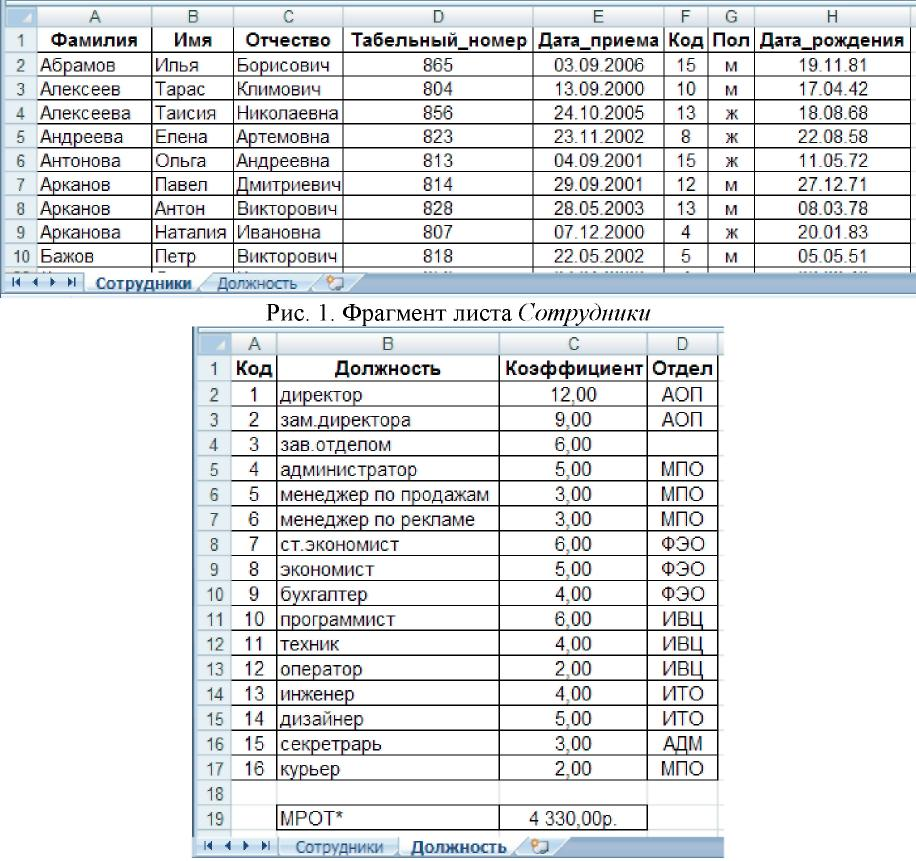 A B C D E F G H
1 Фамилия Имя Отчество Табельный_номер Дата_приема Код Пол Дата_рождения
2 Абрамов Илья Борисович 865 03.09.2006 15 м 19.11.81
3 Алексеев Тарас Климович 804 13.09.2000 10 м 17.04.42
4 Алексеева Таисия Николаевна 856 24.10.2005 13 ж 18.08.68
5 Андреева Елена Артемовна 823 23.11.2002 8 ж 22.08.58
6 Антонова Ольга Андреевна 813 04.09.2001 15 ж 11.05.72
7 Арканов Павел Дмитриевич 814 29.09.2001 12 м 27.12.71
8 Арканов Антон Викторович 828 28.05.2003 13 м 08.03.78
9 Арканова Наталия Ивановна 807 07.12.2000 4 ж 20.01.83
10 Бажов Петр Викторович 818 22.05.2002 5 м 05.05.51
Сотрудники Должность
Рис. 1. Фрагмент листа Сотрудники
A B C D
1 Код Должность Коэффициент Отдел
2 1 директор 12,00 АОП
3 2 зам.директора 9,00 АОП
4 3 зав.отделом 6,00
5 4 администратор 5,00 МПО
6 5 менеджер по продажам 3,00 МПО
7 6 менеджер по рекламе 3,00 МПО
8 7 ст.экономист 6,00 ФЭО
9 8 экономист 5,00 ФЭО
10 9 бухгалтер 4,00 ФЭО
11 10 программист 6,00 ИВЦ
12 11 техник 4,00 ИВЦ
13 12 оператор 2,00 ИВЦ
14 13 инженер 4,00 ИТО
15 14 дизайнер 5,00 ИТО
16 15 секретрарь 3,00 АДМ
17 16 курьер 2,00 МПО
18
19 МРОТ* 4 330,00р.
Сотрудники Должность